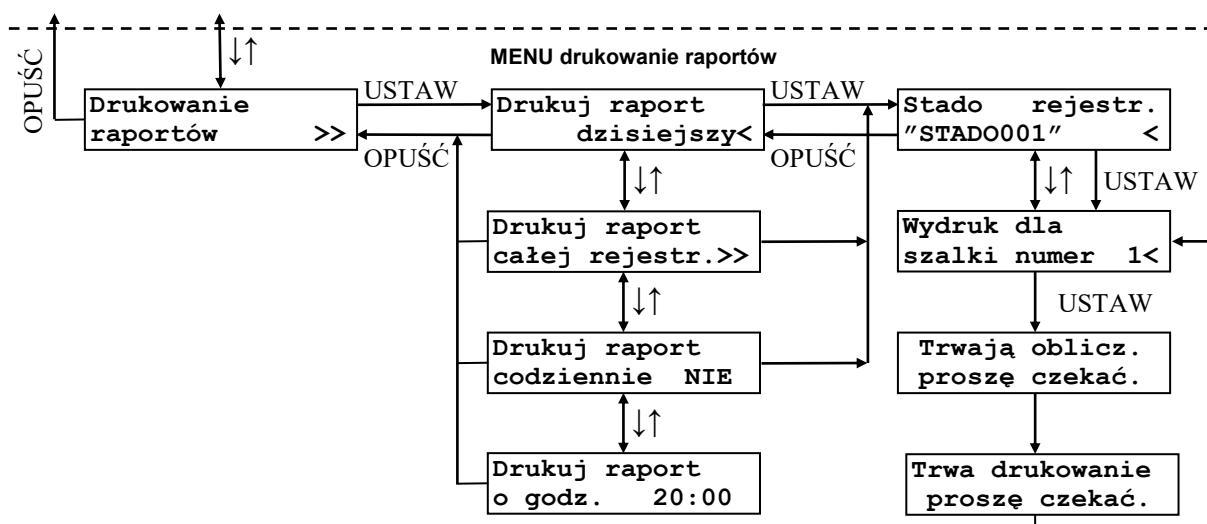 MENU drukowanie raportów
OPUŚĆ
↓↑
Drukowanie
raportów >>
USTAW
OPUŚĆ
Drukuj raport
dzisiejszy<
USTAW
OPUŚĆ
Stado rejestr.
"STADO001" <
↓↑
↓↑
USTAW
Drukuj raport
całej rejestr.>>
Wydruk dla
szalki numer 1<
↓↑
USTAW
Drukuj raport
codziennie NIE
Trwają oblicz.
proszę czekać.
↓↑
Drukuj raport
o godz. 20:00
Trwa drukowanie
proszę czekać.